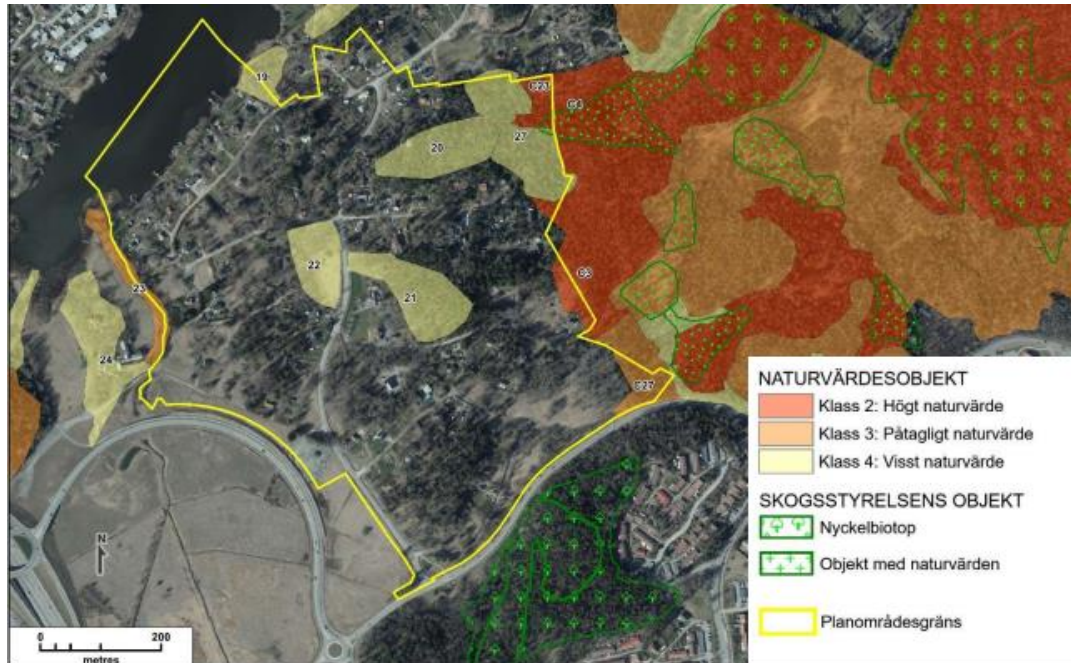 19
C21
C4
20
27
22
21
C3
23
24
C27
N
0 200
metres
NATURVÄRDESOBJEKT
Klass 2: Högt naturvärde
Klass 3: Påtagligt naturvärde
Klass 4: Visst naturvärde
SKOGSSTYRELSENS OBJEKT
Nyckelbiotop
Objekt med naturvärden
Planområdesgräns